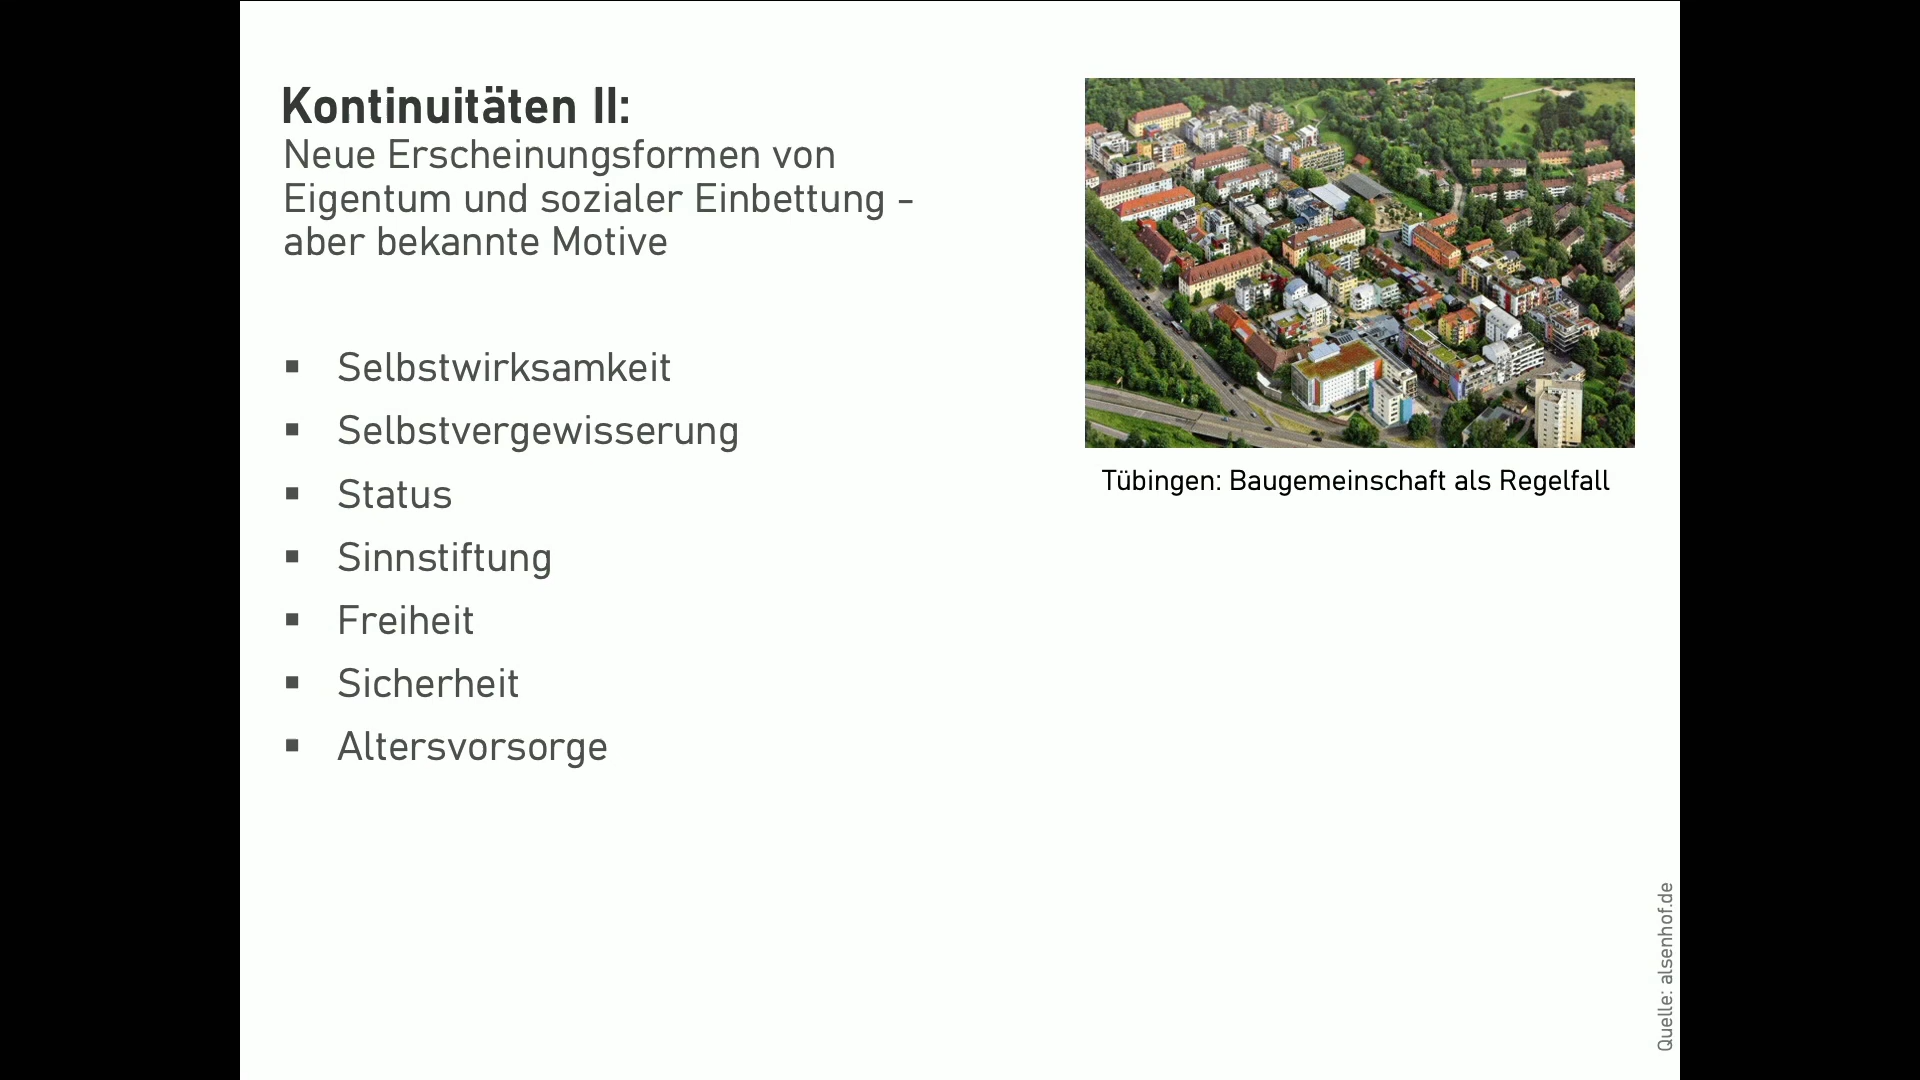 Kontinuitäten II:
Neue Erscheinungsformen von
Eigentum und sozialer Einbettung -
aber bekannte Motive
▪ Selbstwirksamkeit
▪ Selbstvergewisserung
▪ Status
▪ Sinnstiftung
▪ Freiheit
▪ Sicherheit
▪ Altersvorsorge
Tübingen: Baugemeinschaft als Regelfall
Quelle: alsenhof.de